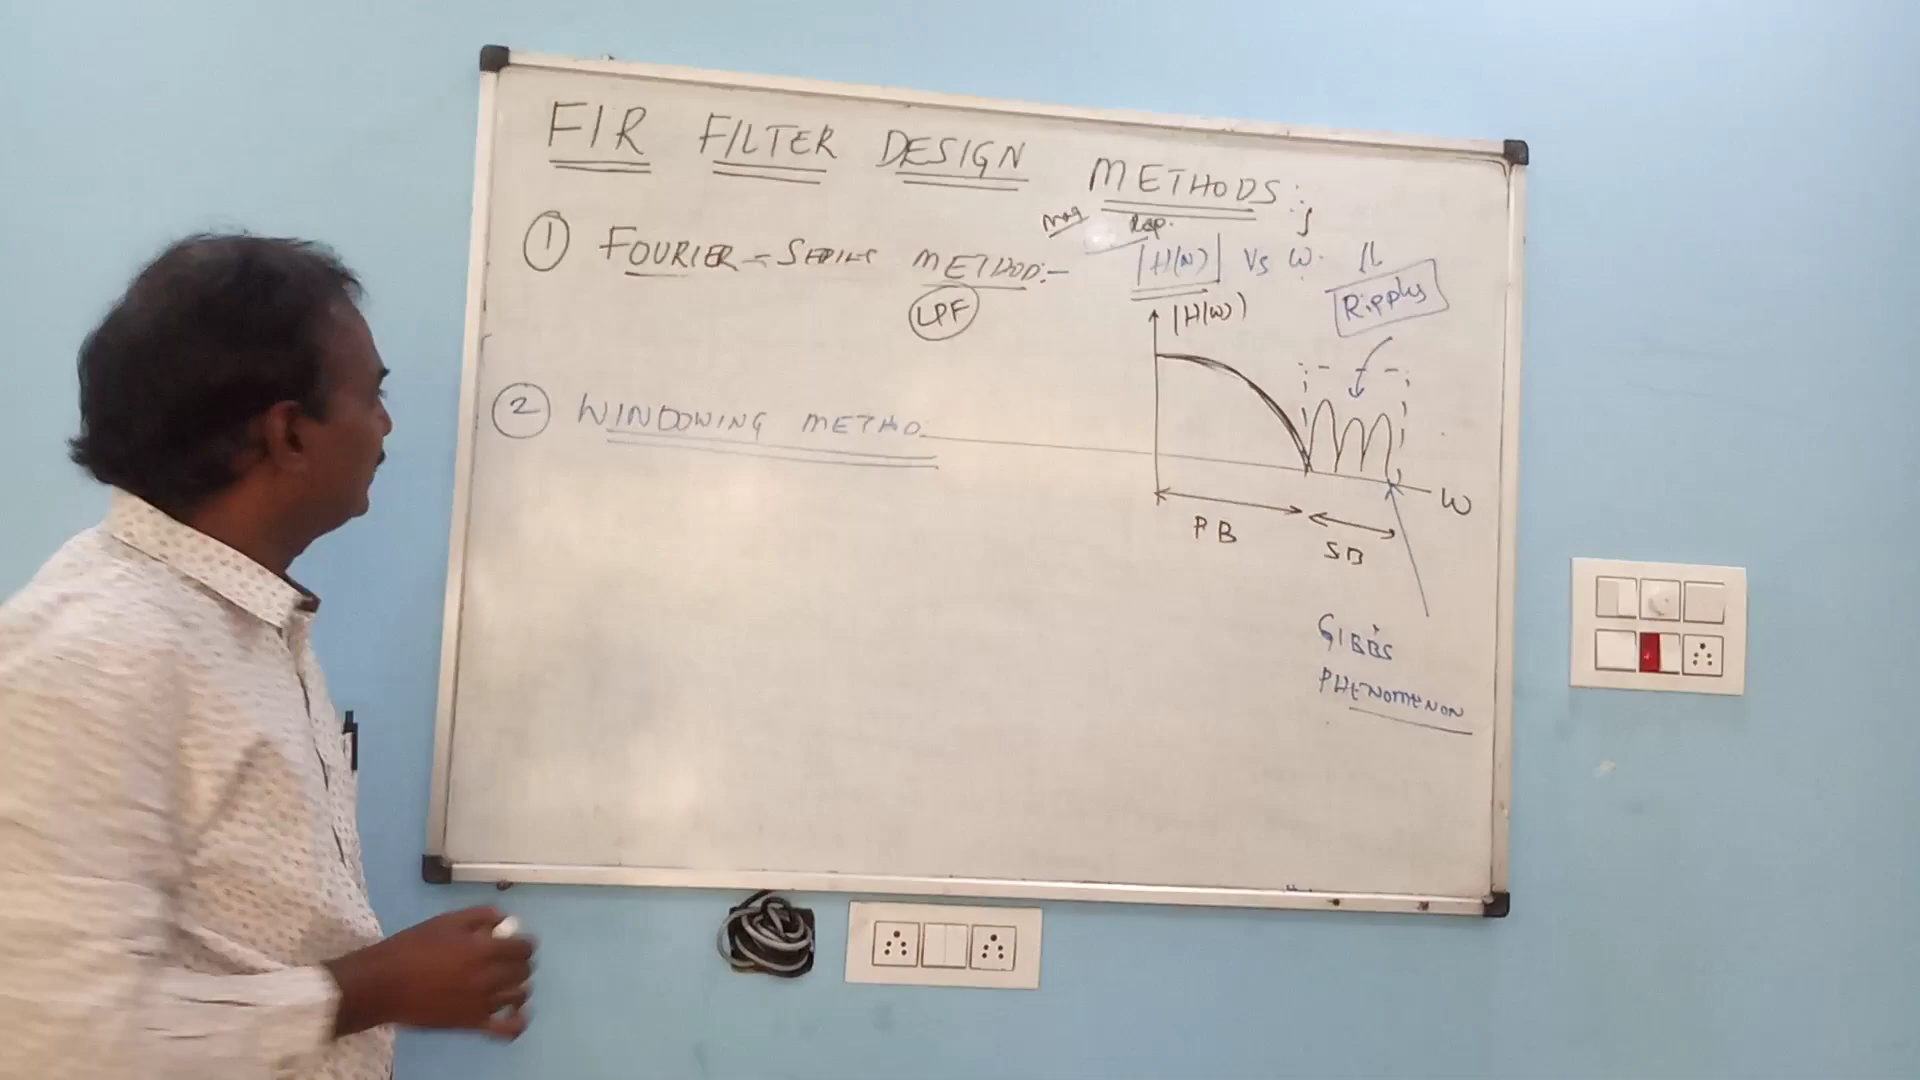 FIR FILTER DESIGN METHODS :-
Mag Rep.
① FOURIER - SERIES METHOD:- |H(N)| Vs ω.
LPF
|H(ω)|
Ripples
② WINDOWING METHO
ω
PB
SB
GIBBS
PHENOMENON